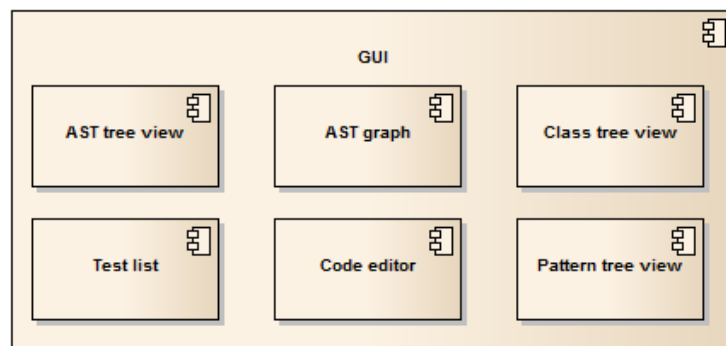 GUI
AST tree view
AST graph
Class tree view
Test list
Code editor
Pattern tree view